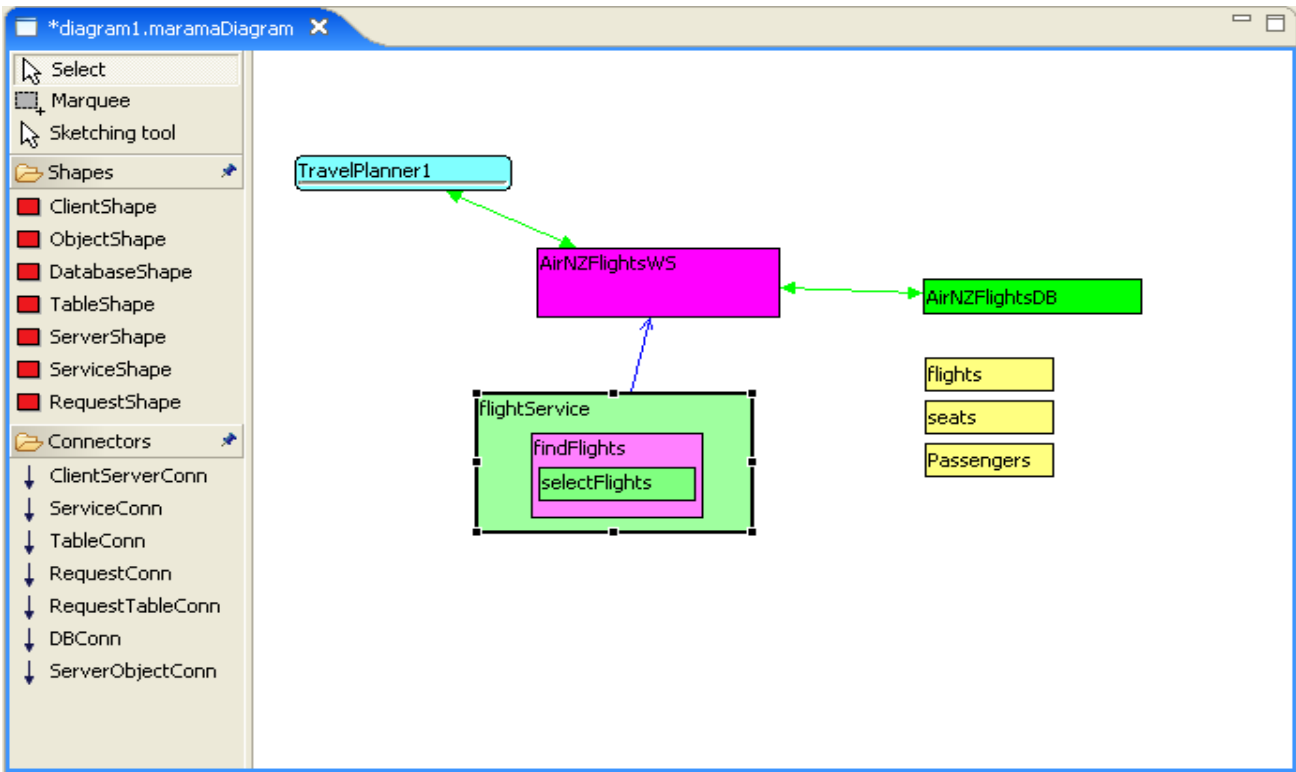 *diagram1.maramaDiagram
Select
Marquee
Sketching tool
Shapes
ClientShape
ObjectShape
DatabaseShape
TableShape
ServerShape
ServiceShape
RequestShape
Connectors
ClientServerConn
ServiceConn
TableConn
RequestConn
RequestTableConn
DBConn
ServerObjectConn
TravelPlanner1
AirNZFlightsWS
AirNZFlightsDB
flights
seats
Passengers
flightService
findFlights
selectFlights